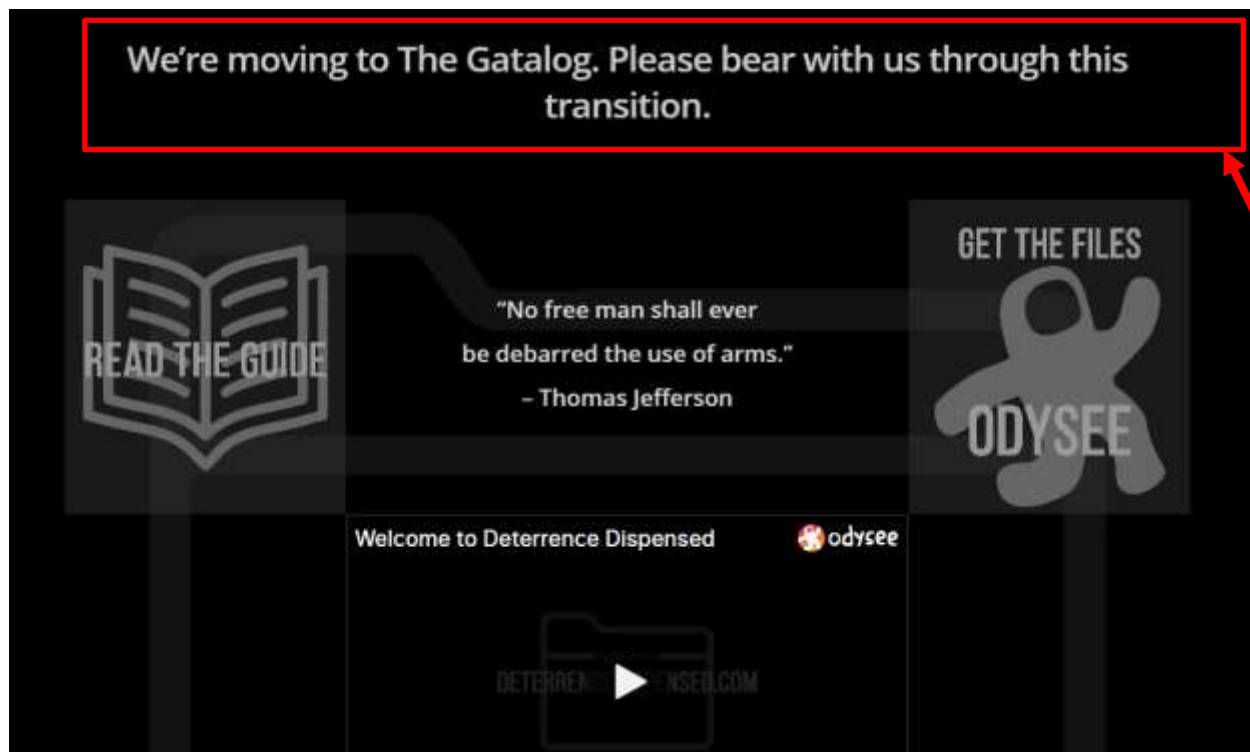 We’re moving to The Gatalog. Please bear with us through this
transition.
READ THE GUIDE
“No free man shall ever
be debarred the use of arms.”
– Thomas Jefferson
GET THE FILES
ODYSEE
Welcome to Deterrence Dispensed
odysee